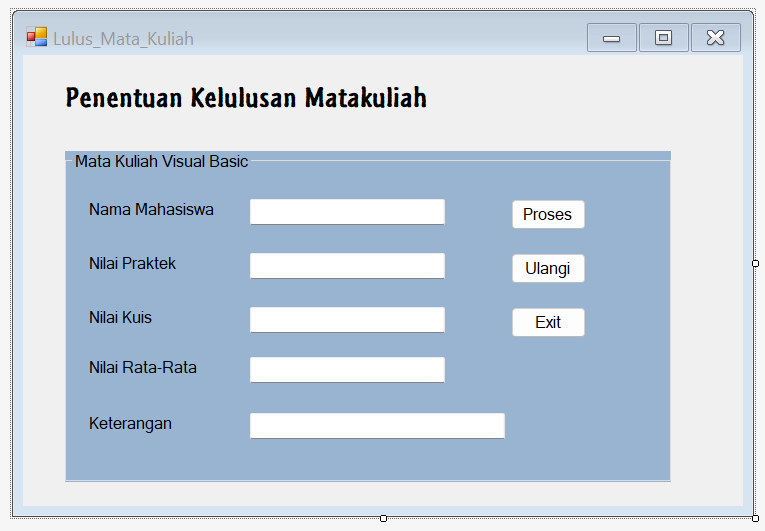 Lulus_Mata_Kuliah
Penentuan Kelulusan Matakuliah
Mata Kuliah Visual Basic
Nama Mahasiswa Proses
Nilai Praktek Ulangi
Nilai Kuis Exit
Nilai Rata-Rata
Keterangan